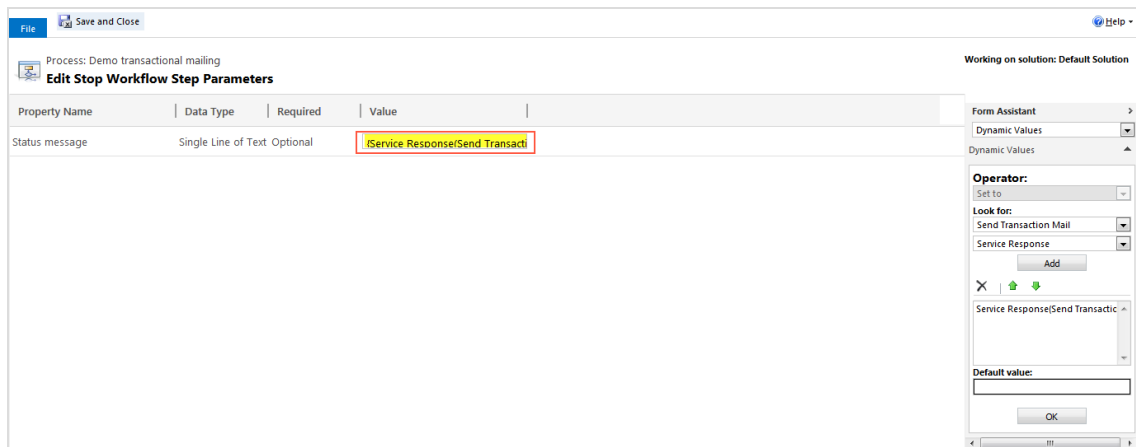 File
Save and Close
Help
Process: Demo transactional mailing
Edit Stop Workflow Step Parameters
Working on solution: Default Solution
Property Name Data Type Required Value
Status message Single Line of Text Optional {Service Response(Send Transacti
Form Assistant
Dynamic Values
Dynamic Values
Operator:
Set to
Look for:
Send Transaction Mail
Service Response
Add
Service Response(Send Transactic
Default value:
OK